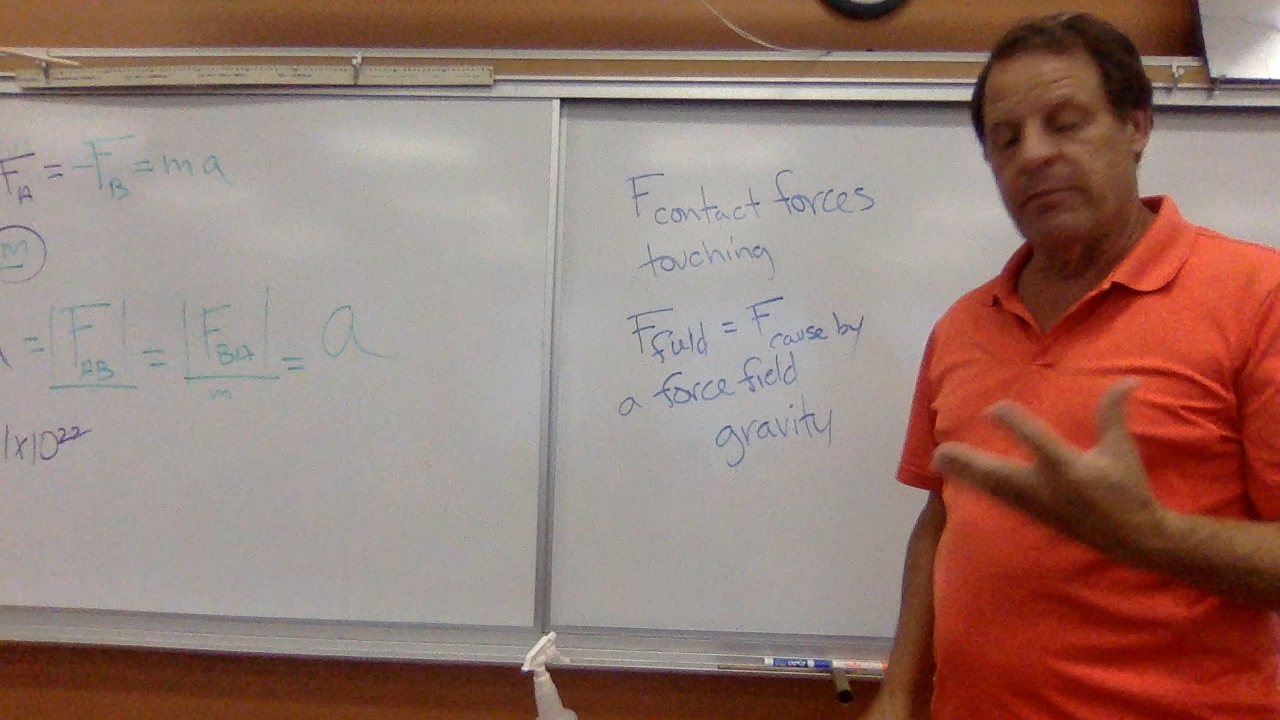 F_A = -F_B = ma
m
= |F_AB| = |F_BA| / m = a
1x10^22
F contact forces
touching
F field = F cause by
a force field
gravity